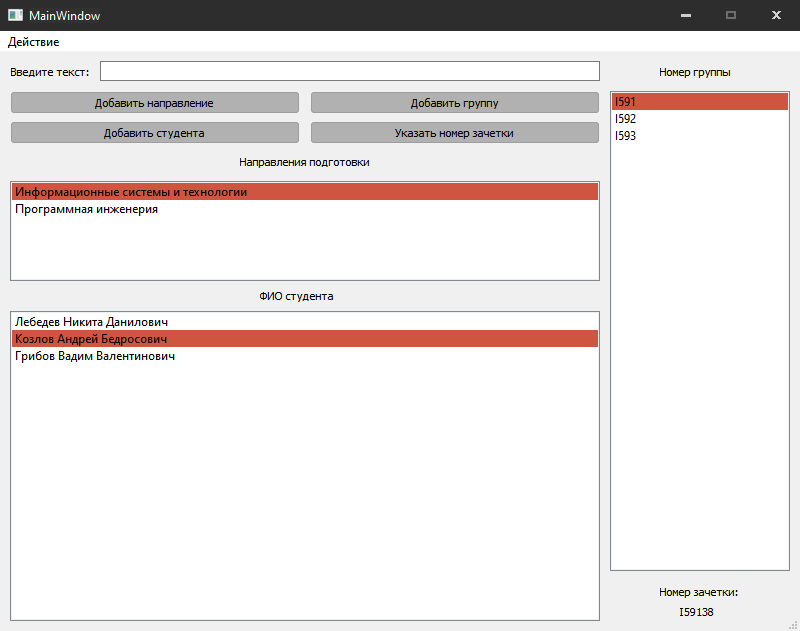 MainWindow
Действие
Введите текст:
Добавить направление
Добавить группу
Добавить студента
Указать номер зачетки
Направления подготовки
Информационные системы и технологии
Программная инженерия
ФИО студента
Лебедев Никита Данилович
Козлов Андрей Бедросович
Грибов Вадим Валентинович
Номер группы
I591
I592
I593
Номер зачетки:
I59138